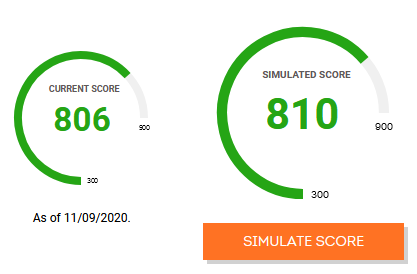 CURRENT SCORE
806
900
300
As of 11/09/2020.
SIMULATED SCORE
810
900
300
SIMULATE SCORE